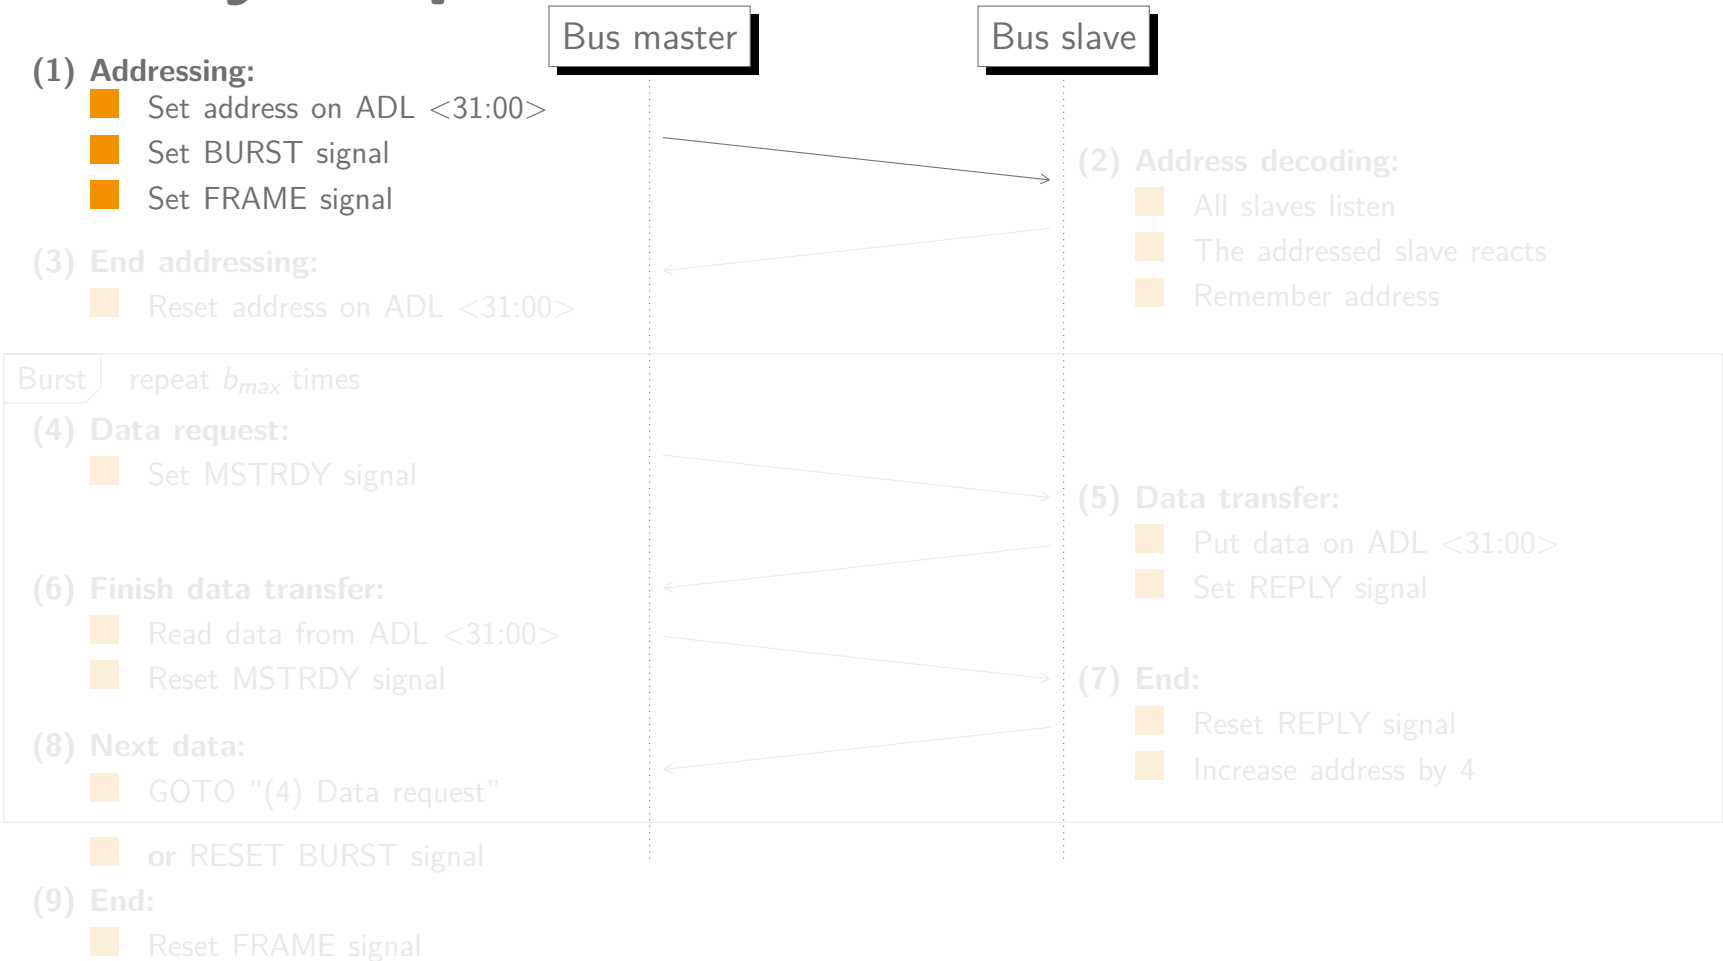 Bus master
Bus slave
(1) Addressing:
Set address on ADL <31:00>
Set BURST signal
Set FRAME signal
(2) Address decoding:
All slaves listen
The addressed slave reacts
Remember address
(3) End addressing:
Reset address on ADL <31:00>
Burst repeat bmax times
(4) Data request:
Set MSTRDY signal
(5) Data transfer:
Put data on ADL <31:00>
Set REPLY signal
(6) Finish data transfer:
Read data from ADL <31:00>
Reset MSTRDY signal
(7) End:
Reset REPLY signal
Increase address by 4
(8) Next data:
GOTO "(4) Data request"
or RESET BURST signal
(9) End:
Reset FRAME signal